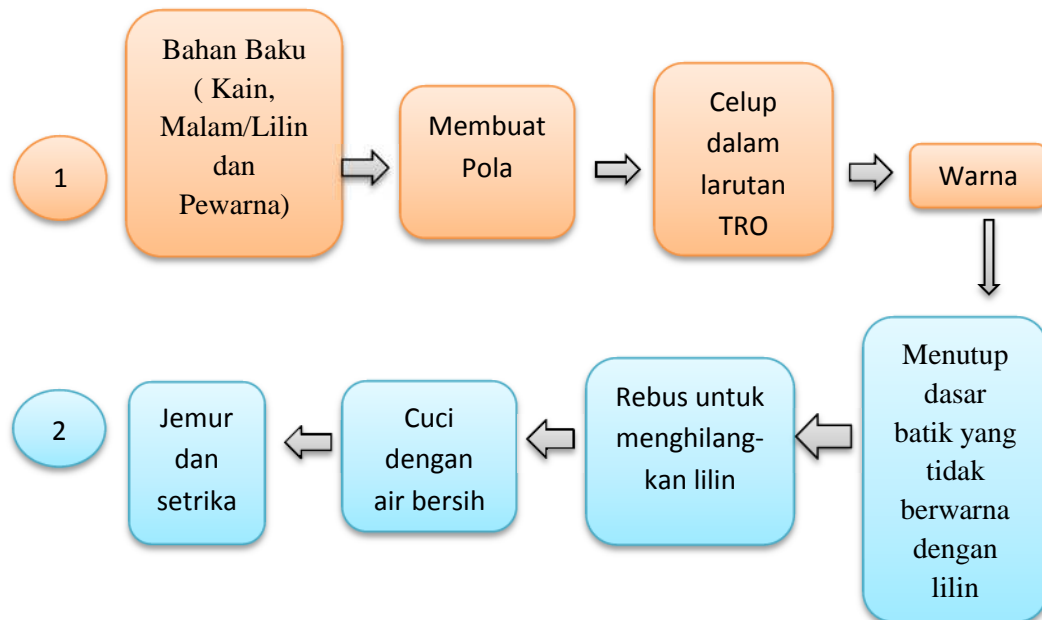 1
Bahan Baku
( Kain,
Malam/Lilin
dan
Pewarna)
Membuat
Pola
Celup
dalam
larutan
TRO
Warna
2
Jemur
dan
setrika
Cuci
dengan
air bersih
Rebus untuk
menghilang-
kan lilin
Menutup
dasar
batik yang
tidak
berwarna
dengan
lilin